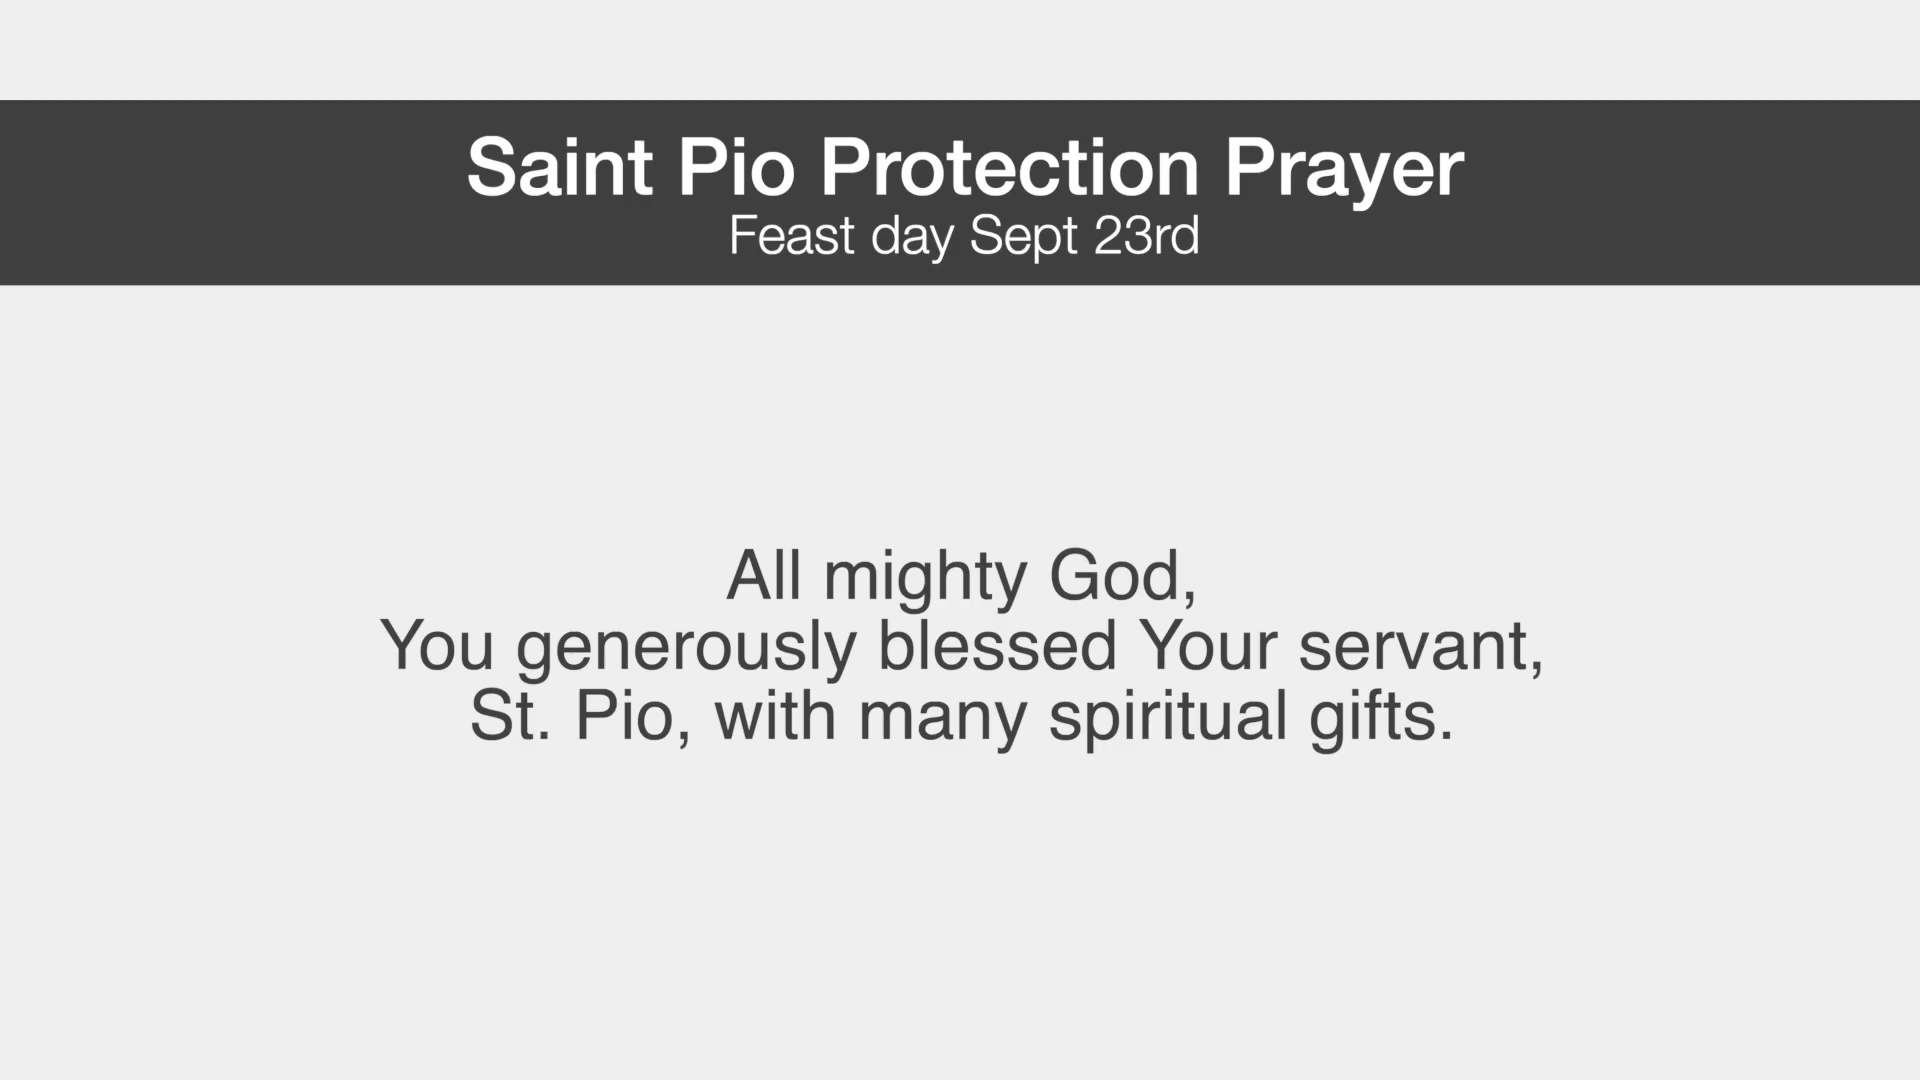 Saint Pio Protection Prayer
Feast day Sept 23rd
All mighty God,
You generously blessed Your servant,
St. Pio, with many spiritual gifts.